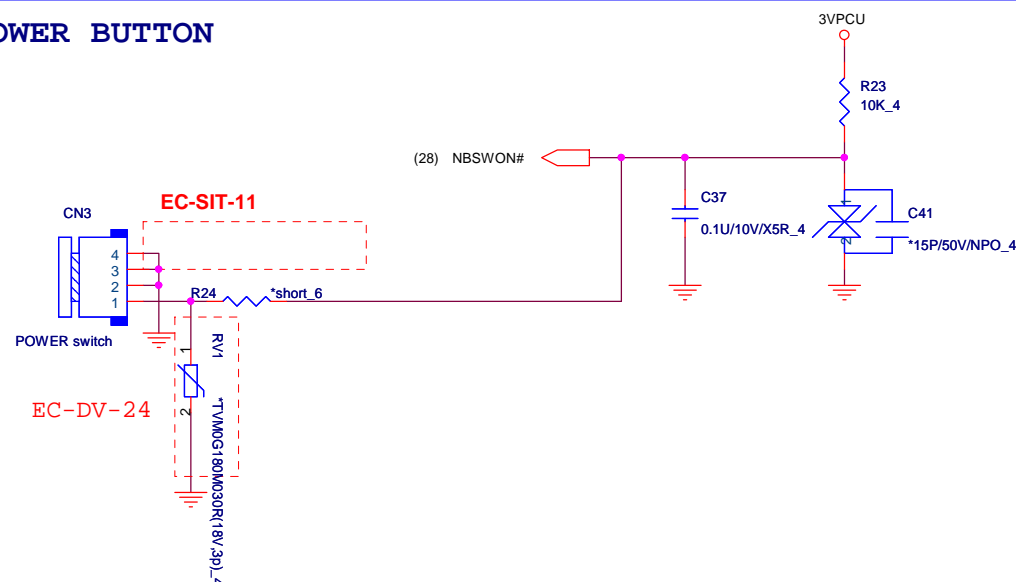 OWER BUTTON
3VPCU
R23
10K_4
(28) NBSWON#
EC-SIT-11
C37
0.1U/10V/X5R_4
1
2
C41
*15P/50V/NPO_4
CN3
4
3
2
1
R24
*short_6
POWER switch
RV1
1
2
*TVM0G180M030R(18V,3p)_4
EC-DV-24